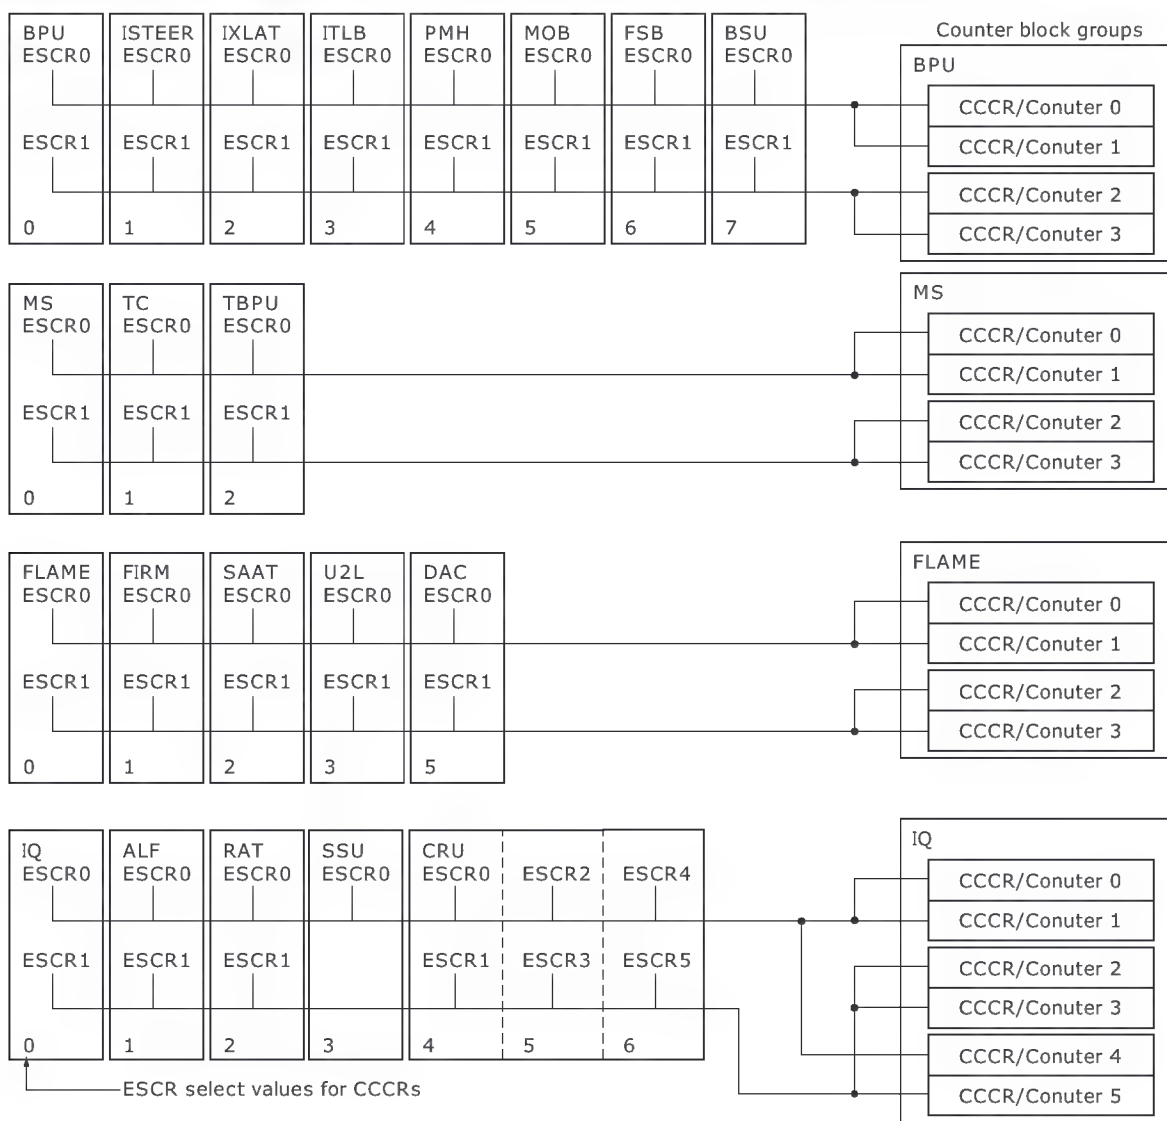 Counter block groups
BPU ISTEER IXLAT ITLB PMH MOB FSB BSU
ESCR0 ESCR0 ESCR0 ESCR0 ESCR0 ESCR0 ESCR0 ESCR0
ESCR1 ESCR1 ESCR1 ESCR1 ESCR1 ESCR1 ESCR1 ESCR1
0 1 2 3 4 5 6 7
BPU
CCCR/Conuter 0
CCCR/Conuter 1
CCCR/Conuter 2
CCCR/Conuter 3
MS TC TBPU
ESCR0 ESCR0 ESCR0
ESCR1 ESCR1 ESCR1
0 1 2
MS
CCCR/Conuter 0
CCCR/Conuter 1
CCCR/Conuter 2
CCCR/Conuter 3
FLAME FIRM SAAT U2L DAC
ESCR0 ESCR0 ESCR0 ESCR0 ESCR0
ESCR1 ESCR1 ESCR1 ESCR1 ESCR1
0 1 2 3 5
FLAME
CCCR/Conuter 0
CCCR/Conuter 1
CCCR/Conuter 2
CCCR/Conuter 3
IQ ALF RAT SSU CRU
ESCR0 ESCR0 ESCR0 ESCR0 ESCR0 ESCR2 ESCR4
ESCR1 ESCR1 ESCR1 ESCR1 ESCR3 ESCR5
0 1 2 3 4 5 6
ESCR select values for CCCRs
IQ
CCCR/Conuter 0
CCCR/Conuter 1
CCCR/Conuter 2
CCCR/Conuter 3
CCCR/Conuter 4
CCCR/Conuter 5